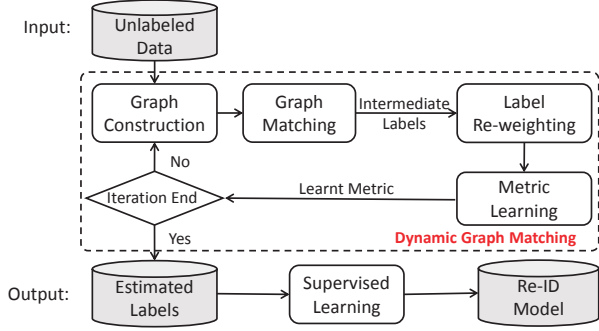 Input:
Unlabeled
Data
Graph
Construction
Graph
Matching
Intermediate
Labels
Label
Re-weighting
No
Iteration End
Learnt Metric
Metric
Learning
Dynamic Graph Matching
Yes
Output:
Estimated
Labels
Supervised
Learning
Re-ID
Model